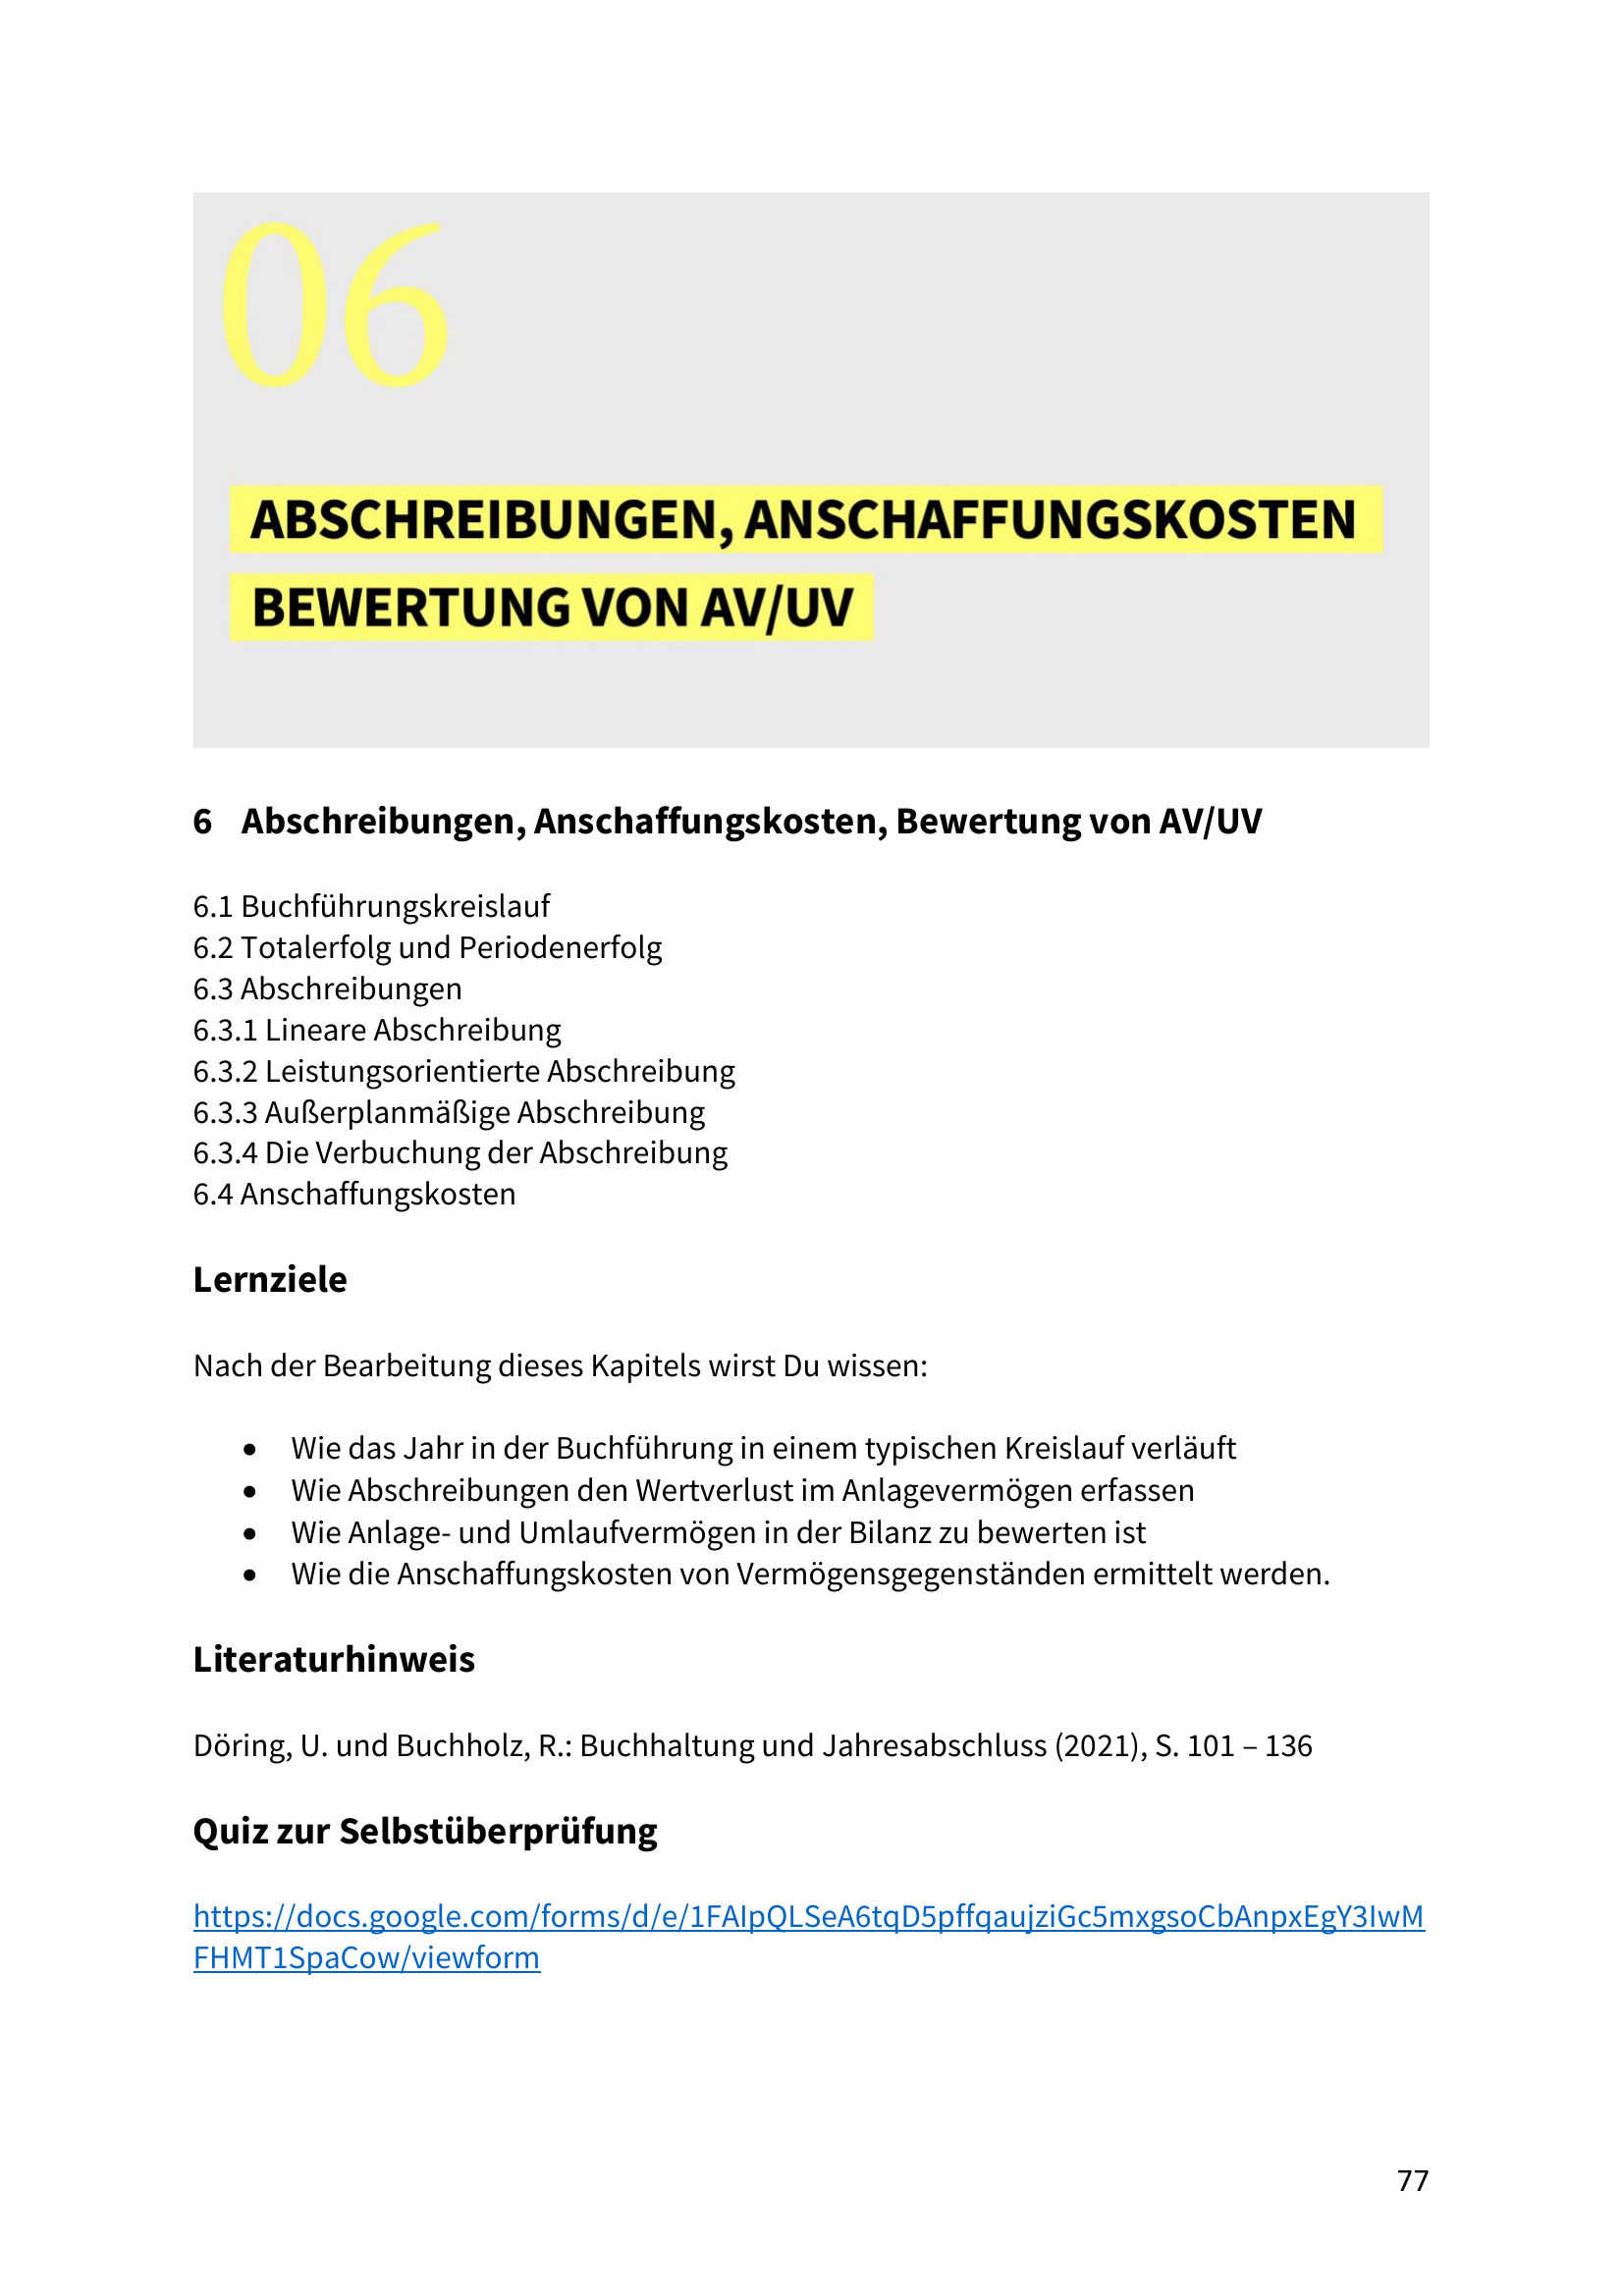 06
ABSCHREIBUNGEN, ANSCHAFFUNGSKOSTEN
BEWERTUNG VON AV/UV
6 Abschreibungen, Anschaffungskosten, Bewertung von AV/UV
6.1 Buchführungskreislauf
6.2 Totalerfolg und Periodenerfolg
6.3 Abschreibungen
6.3.1 Lineare Abschreibung
6.3.2 Leistungsorientierte Abschreibung
6.3.3 Außerplanmäßige Abschreibung
6.3.4 Die Verbuchung der Abschreibung
6.4 Anschaffungskosten
Lernziele
Nach der Bearbeitung dieses Kapitels wirst Du wissen:
• Wie das Jahr in der Buchführung in einem typischen Kreislauf verläuft
• Wie Abschreibungen den Wertverlust im Anlagevermögen erfassen
• Wie Anlage- und Umlaufvermögen in der Bilanz zu bewerten ist
• Wie die Anschaffungskosten von Vermögensgegenständen ermittelt werden.
Literaturhinweis
Döring, U. und Buchholz, R.: Buchhaltung und Jahresabschluss (2021), S. 101 – 136
Quiz zur Selbstüberprüfung
https://docs.google.com/forms/d/e/1FAIpQLSeA6tqD5pffqaujziGc5mxgsoCbAnpxEgY3IwM
FHMT1SpaCow/viewform
77